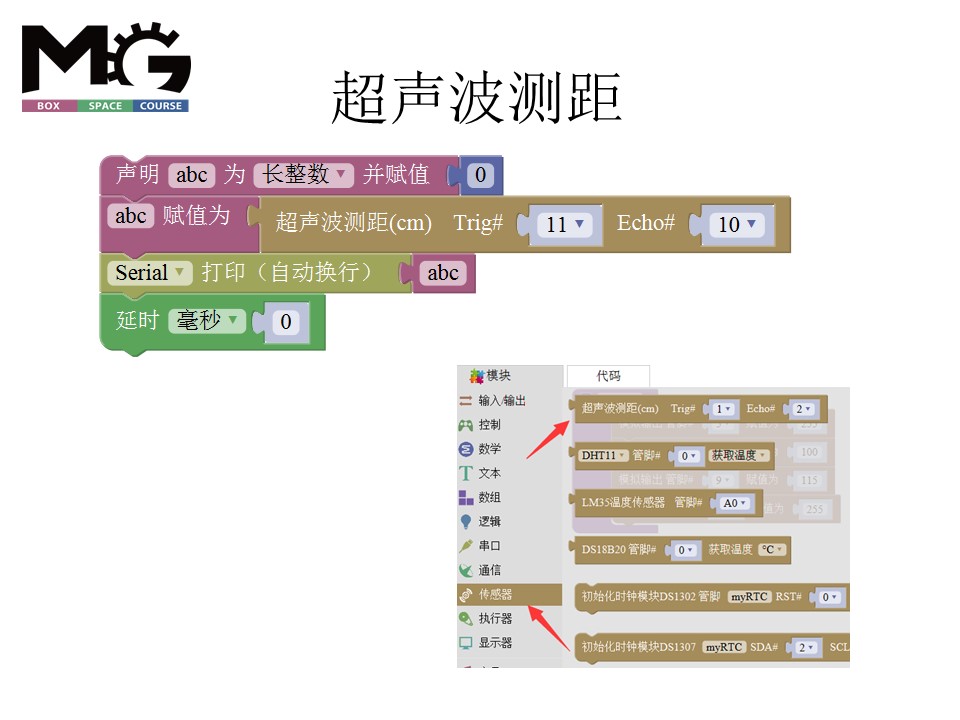 MG
BOX SPACE COURSE
超声波测距
声明 abc 为 长整数 并赋值 0
abc 赋值为 超声波测距(cm) Trig# 11 Echo# 10
Serial 打印（自动换行） abc
延时 毫秒 0
模块 代码
输入/输出
控制
数学
文本
数组
逻辑
串口
通信
传感器
执行器
显示器
超声波测距(cm) Trig# 1 Echo# 2
DHT11 管脚# 0 获取温度
100
115
LM35温度传感器 管脚# A0
255
DS18B20 管脚# 0 获取温度 ℃
初始化时钟模块DS1302 管脚 myRTC RST# 0
初始化时钟模块DS1307 myRTC SDA# 2 SCL